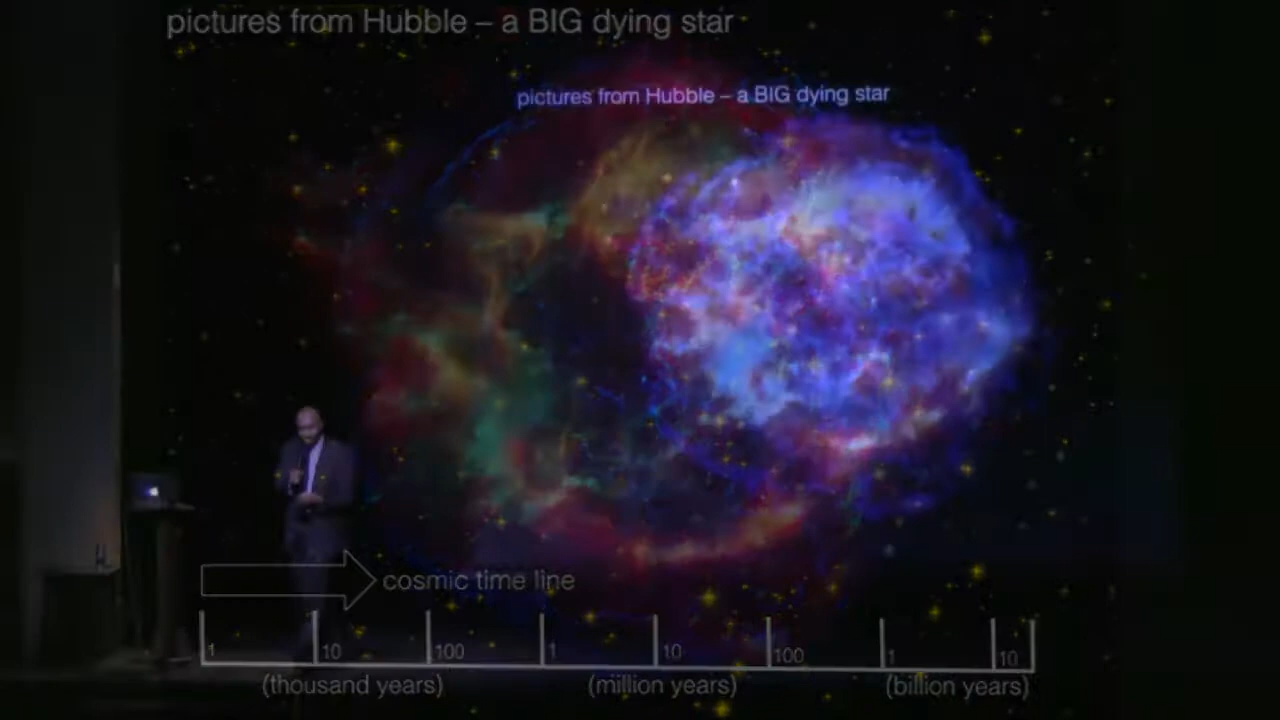 pictures from Hubble – a BIG dying star
pictures from Hubble – a BIG dying star
cosmic time line
1 10 100 1 10 100 1 10
(thousand years) (million years) (billion years)